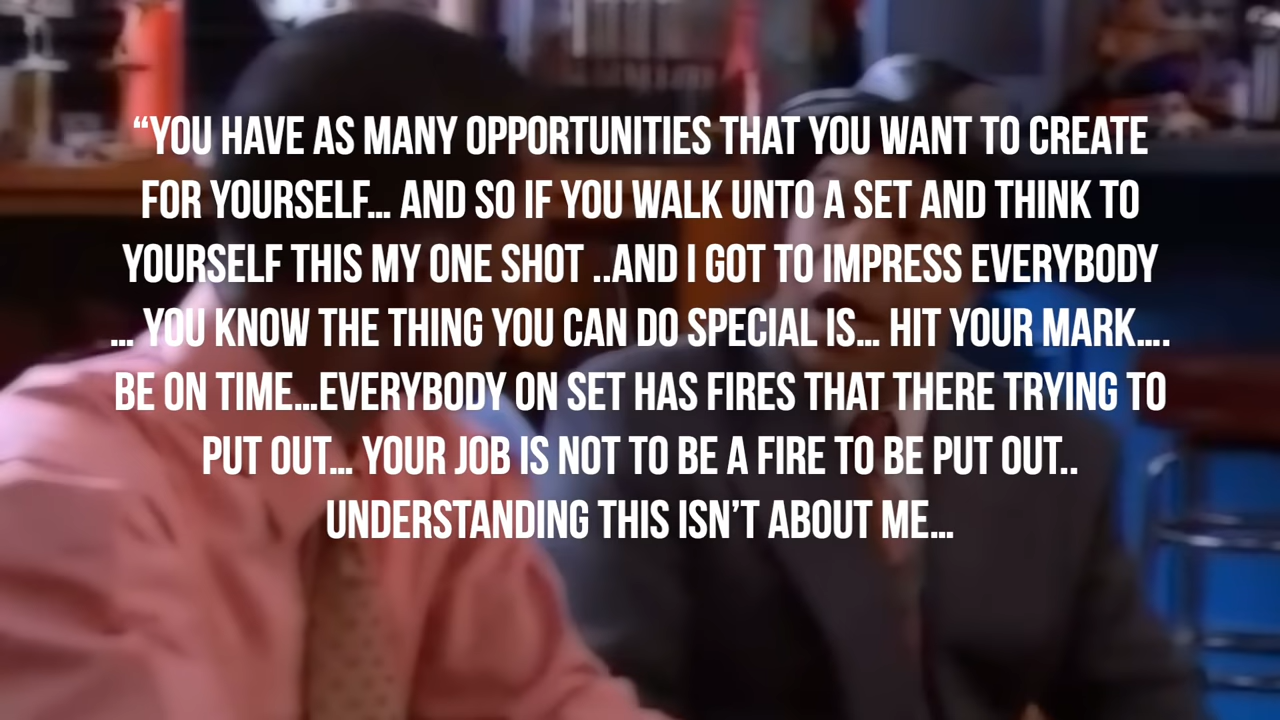 “YOU HAVE AS MANY OPPORTUNITIES THAT YOU WANT TO CREATE
FOR YOURSELF... AND SO IF YOU WALK UNTO A SET AND THINK TO
YOURSELF THIS MY ONE SHOT ..AND I GOT TO IMPRESS EVERYBODY
... YOU KNOW THE THING YOU CAN DO SPECIAL IS... HIT YOUR MARK....
BE ON TIME...EVERYBODY ON SET HAS FIRES THAT THERE TRYING TO
PUT OUT... YOUR JOB IS NOT TO BE A FIRE TO BE PUT OUT..
UNDERSTANDING THIS ISN’T ABOUT ME...